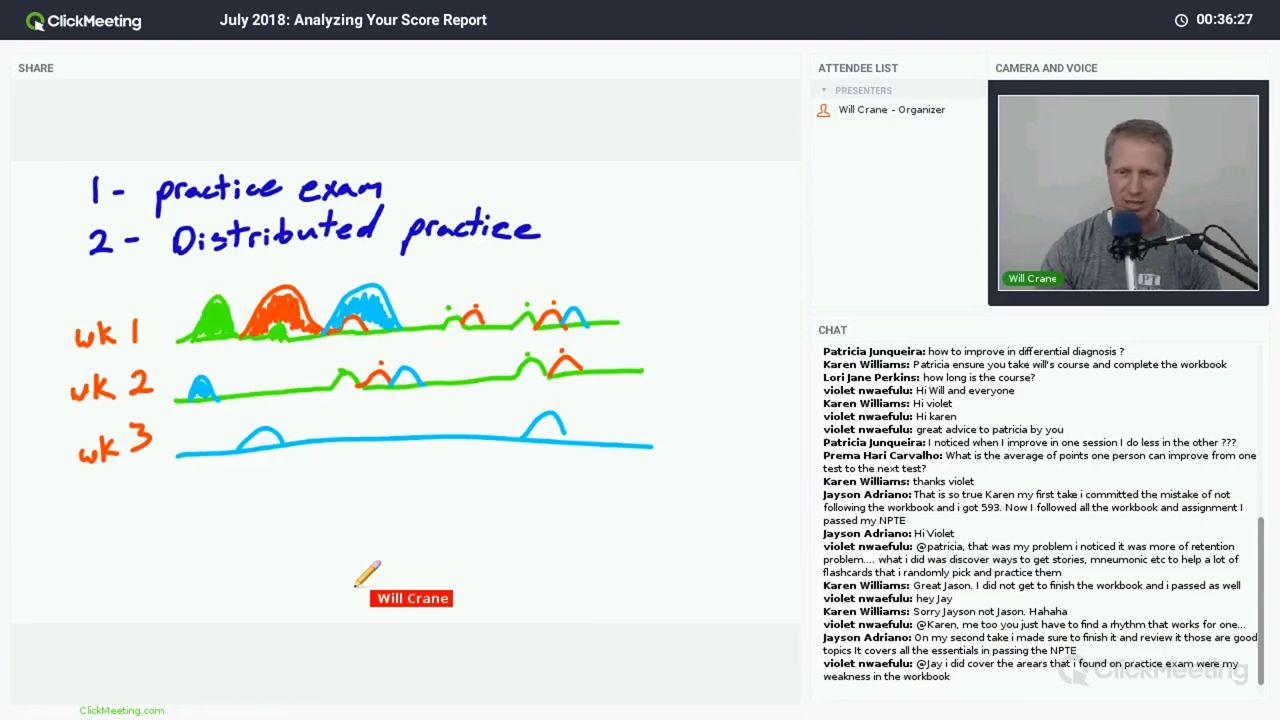 ClickMeeting
July 2018: Analyzing Your Score Report
00:36:27
SHARE
1 - practice exam
2 - Distributed practice
wk 1
wk 2
wk 3
Will Crane
ATTENDEE LIST
PRESENTERS
Will Crane - Organizer
CAMERA AND VOICE
PT
Will Crane
CHAT
Patricia Junqueira: how to improve in differential diagnosis ?
Karen Williams: Patricia ensure you take will's course and complete the workbook
Lori Jane Perkins: how long is the course?
violet nwaefulu: Hi Will and everyone
Karen Williams: Hi violet
violet nwaefulu: Hi karen
violet nwaefulu: great advice to patricia by you
Patricia Junqueira: I noticed when I improve in one session I do less in the other ???
Prema Hari Carvalho: What is the average of points one person can improve from one
test to the next test?
Karen Williams: thanks violet
Jayson Adriano: That is so true Karen my first take i committed the mistake of not
following the workbook and i got 593. Now I followed all the workbook and assignment I
passed my NPTE
Jayson Adriano: Hi Violet
violet nwaefulu: @patricia, that was my problem i noticed it was more of retention
problem.... what i did was discover ways to get stories, mneumonic etc to help a lot of
flashcards that i randomly pick and practice them
Karen Williams: Great Jason. I did not get to finish the workbook and i passed as well
violet nwaefulu: hey Jay
Karen Williams: Sorry Jayson not Jason. Hahaha
violet nwaefulu: @Karen, me too you just have to find a rhythm that works for one...
Jayson Adriano: On my second take i made sure to finish it and review it those are good
topics It covers all the essentials in passing the NPTE
violet nwaefulu: @Jay i did cover the arears that i found on practice exam were my
weakness in the workbook
ClickMeeting
ClickMeeting.com